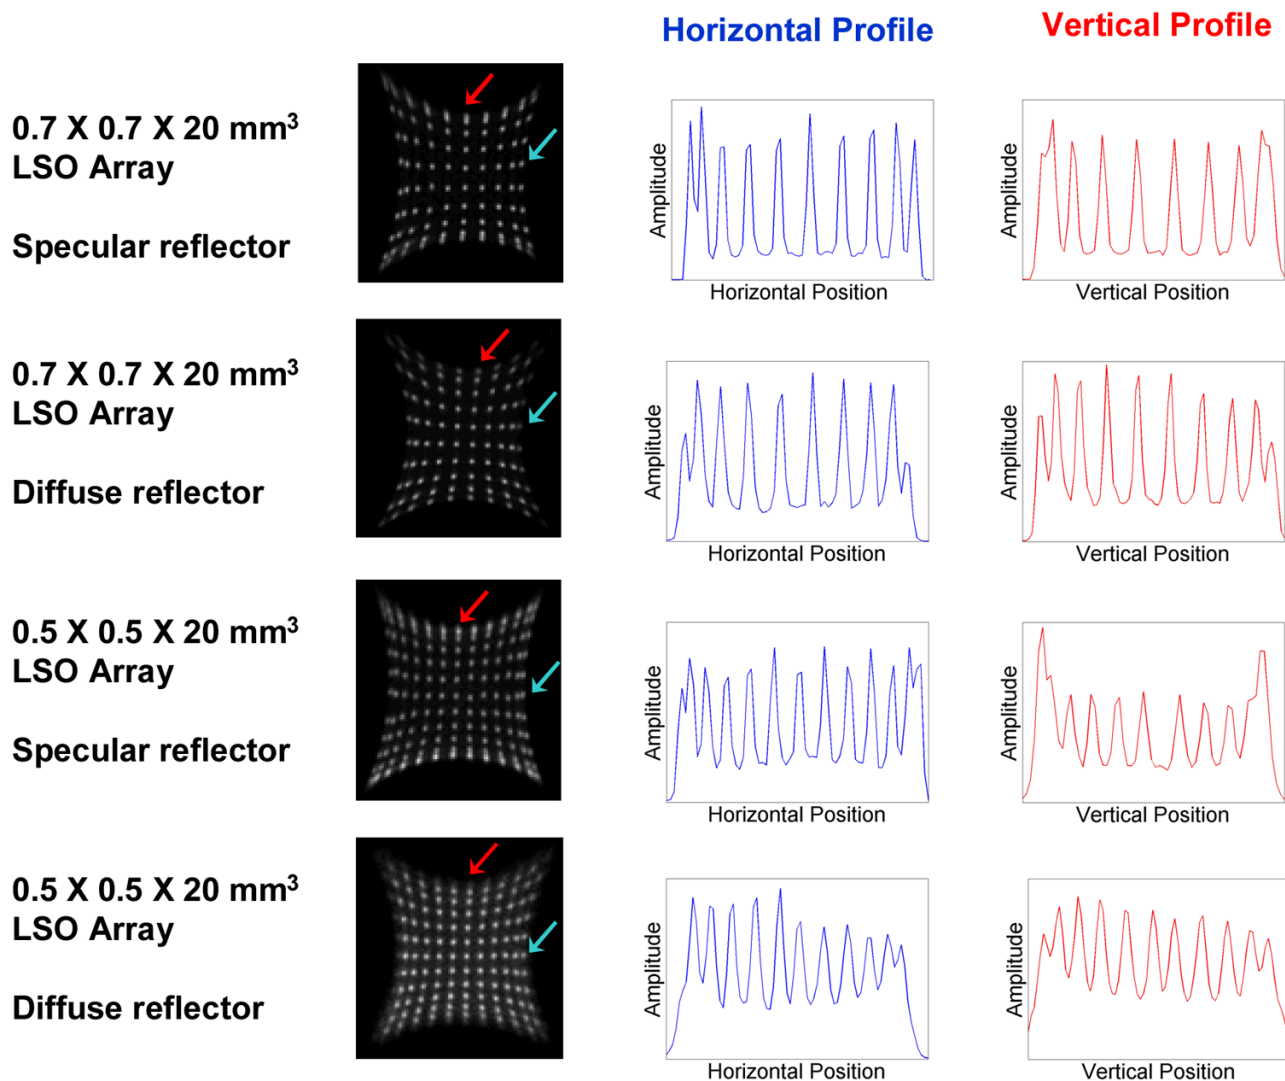 Horizontal Profile
Vertical Profile
0.7 X 0.7 X 20 mm³
LSO Array
Specular reflector
Amplitude
Horizontal Position
Amplitude
Vertical Position
0.7 X 0.7 X 20 mm³
LSO Array
Diffuse reflector
Amplitude
Horizontal Position
Amplitude
Vertical Position
0.5 X 0.5 X 20 mm³
LSO Array
Specular reflector
Amplitude
Horizontal Position
Amplitude
Vertical Position
0.5 X 0.5 X 20 mm³
LSO Array
Diffuse reflector
Amplitude
Horizontal Position
Amplitude
Vertical Position